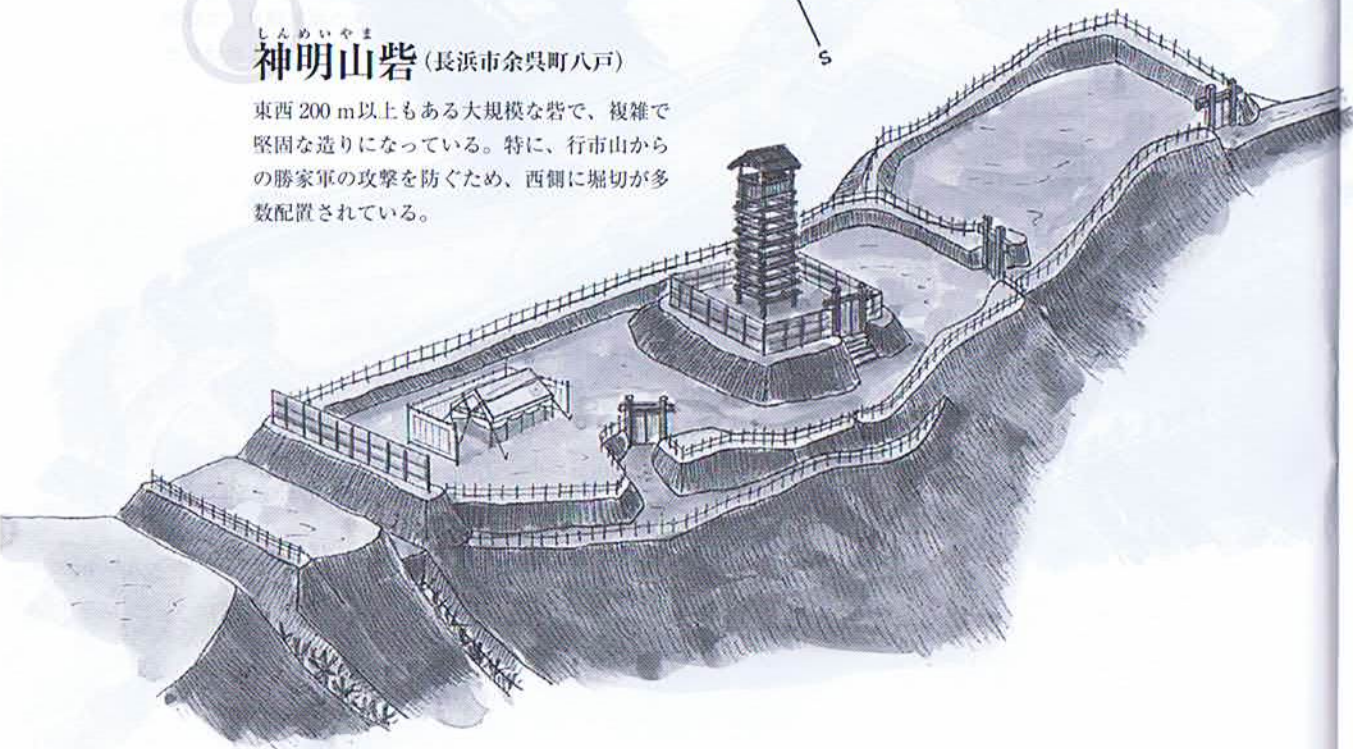 しんめいやま
神明山砦(長浜市余呉町八戸)
東西200m以上もある大規模な砦で、複雑で
堅固な造りになっている。特に、行市山から
の勝家軍の攻撃を防ぐため、西側に堀切が多
数配置されている。
S